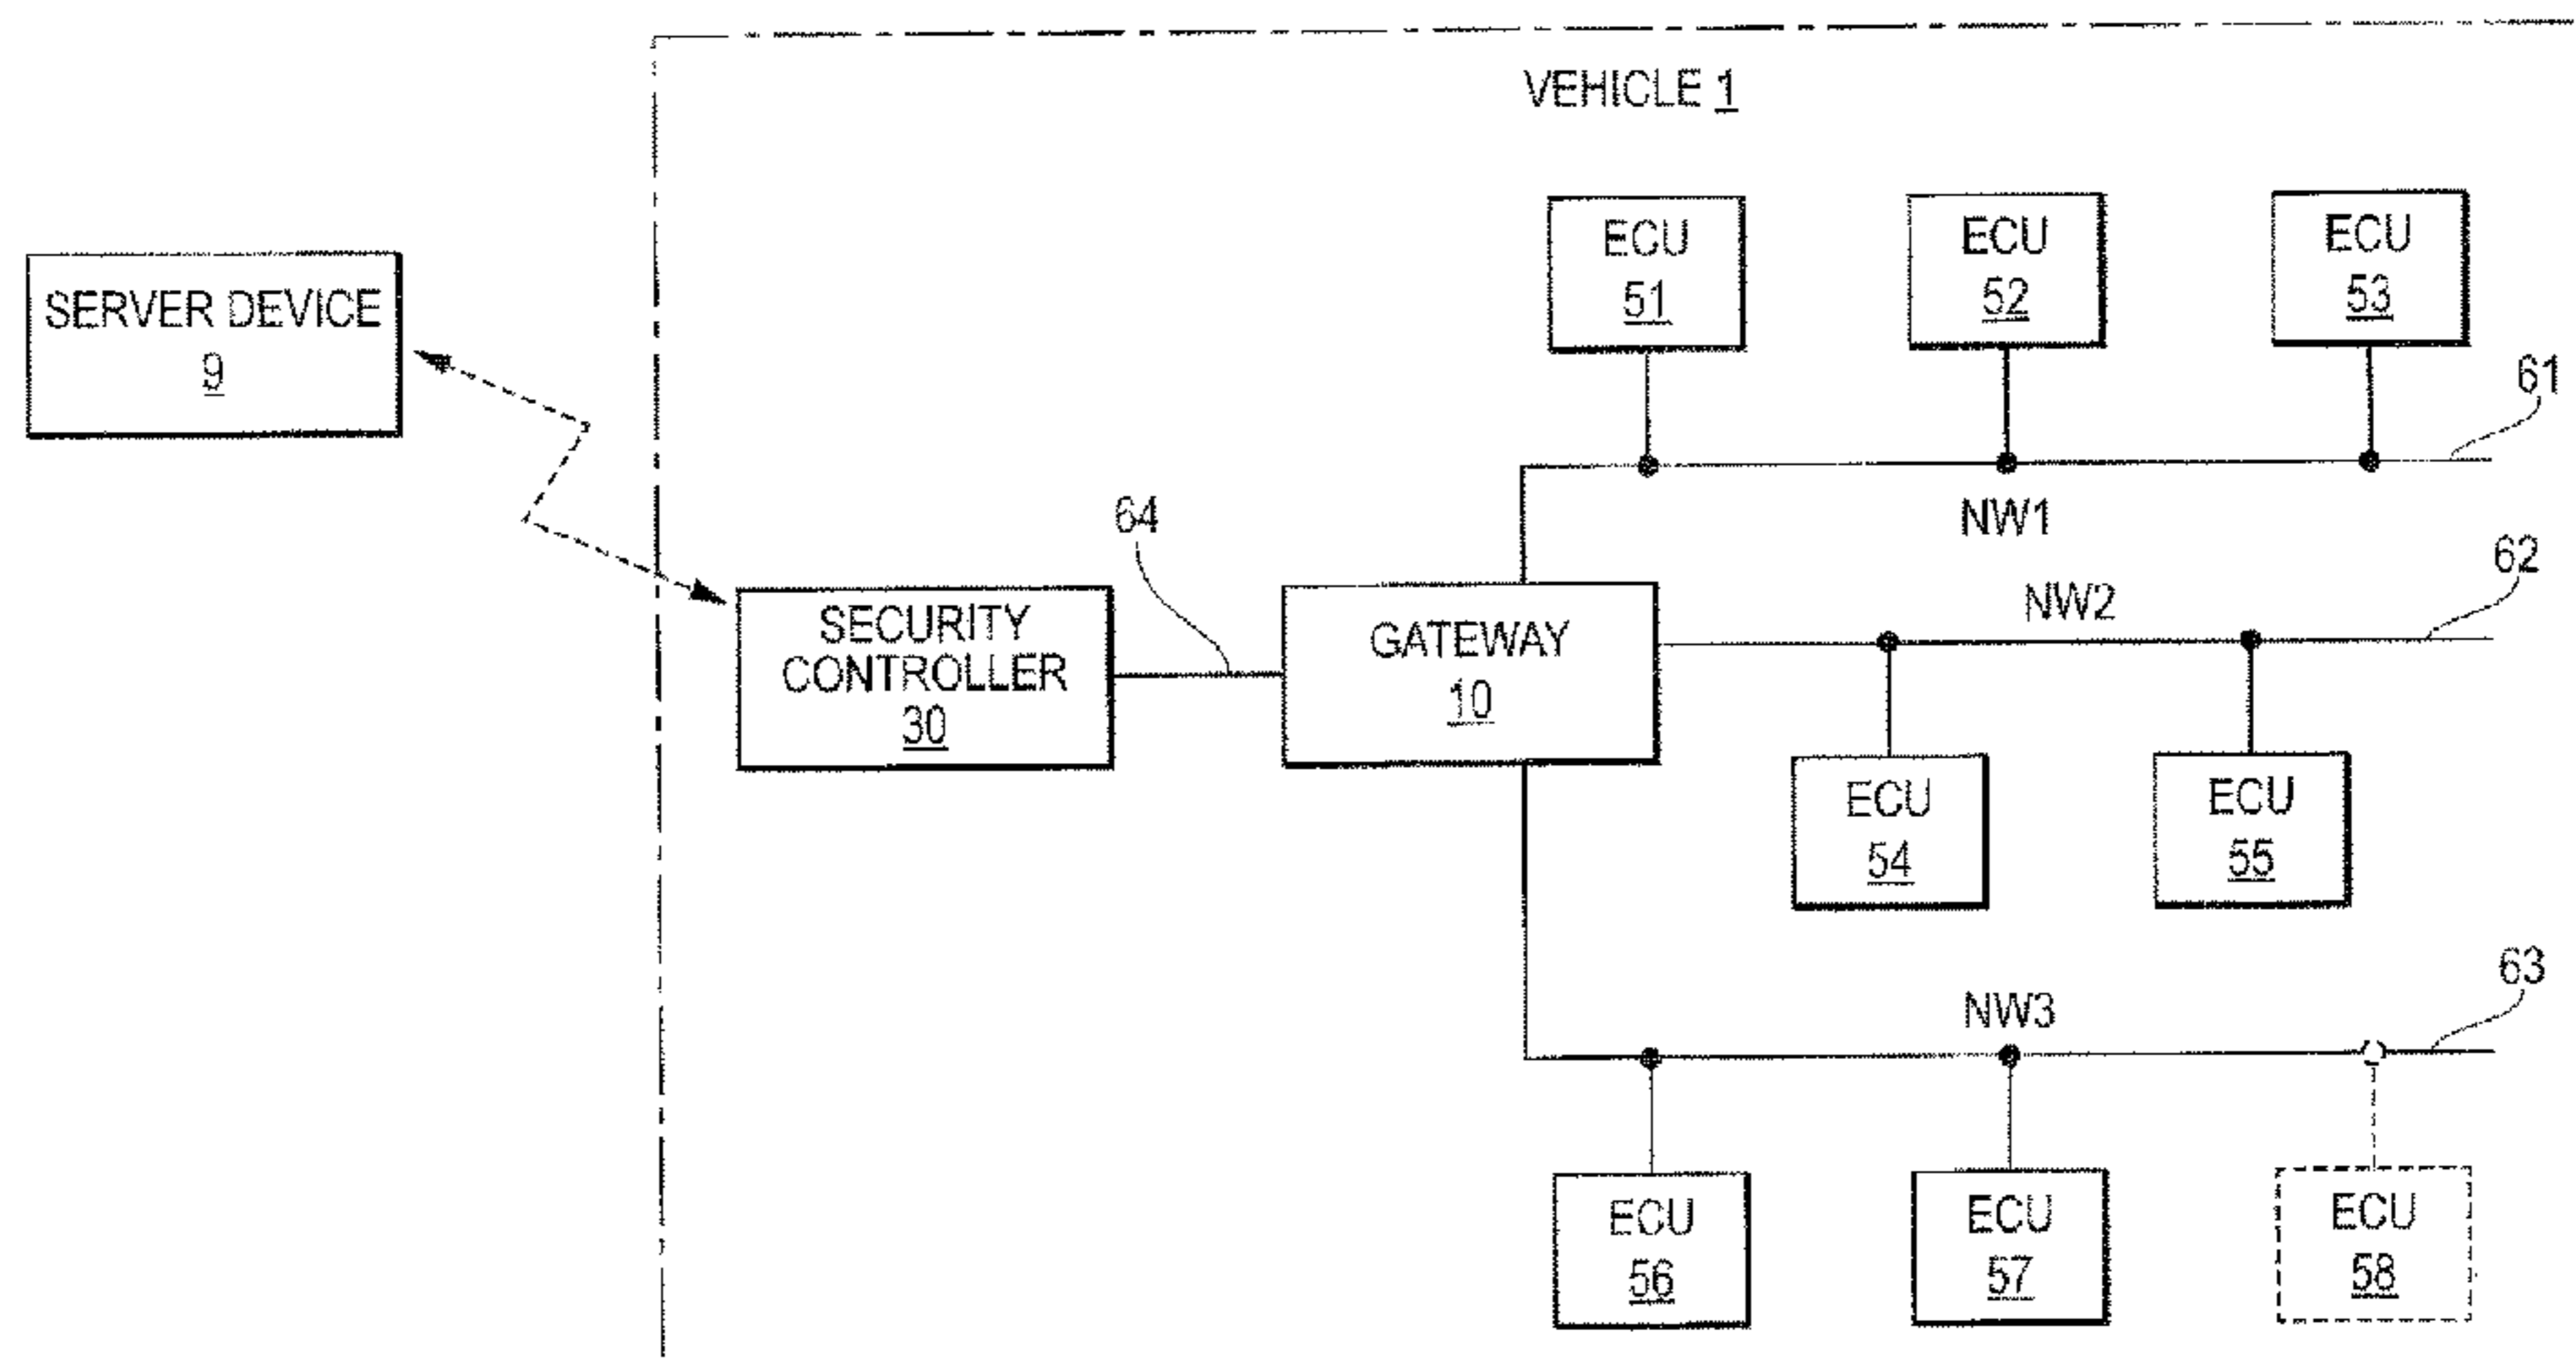 VEHICLE 1
SERVER DEVICE
9
ECU
51
ECU
52
ECU
53
61
NW1
64
SECURITY
CONTROLLER
30
GATEWAY
10
NW2
62
ECU
54
ECU
55
NW3
63
ECU
56
ECU
57
ECU
58